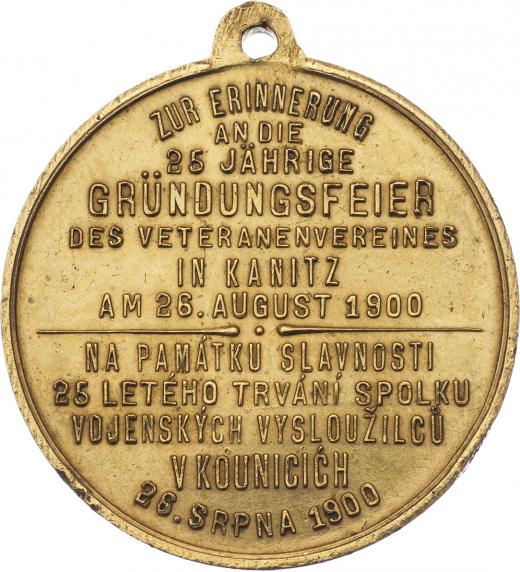 ZUR ERINNERUNG
AN DIE
25 JÄHRIGE
GRÜNDUNGSFEIER
DES VETERANENVEREINES
IN KANITZ
AM 26. AUGUST 1900
NA PAMÁTKU SLAVNOSTI
25 LETÉHO TRVÁNÍ SPOLKU
VOJENSKÝCH VYSLOUŽILCŮ
V KOUNICÍCH
26. SRPNA 1900